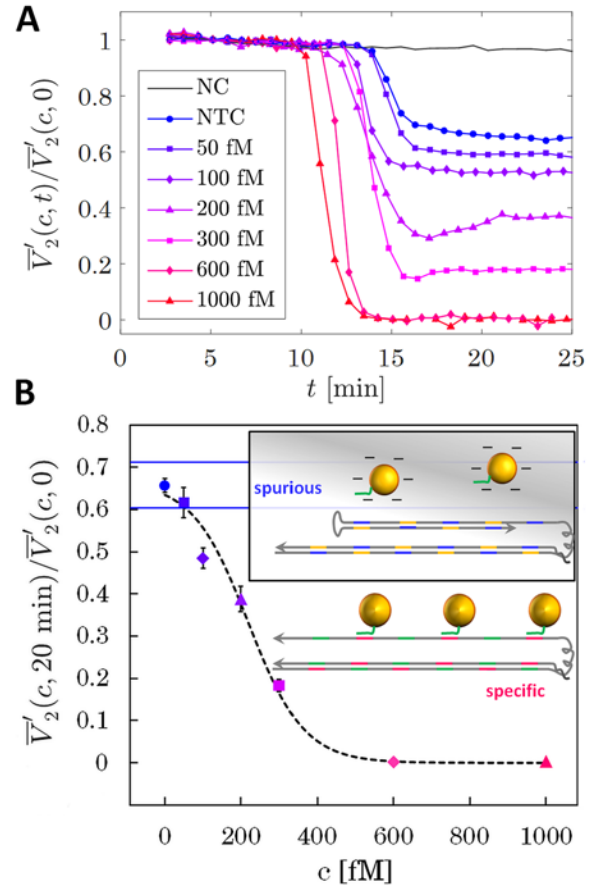 A
V̅′₂(c, t)/V̅′₂(c, 0)
1
0.8
0.6
0.4
0.2
0
NC
NTC
50 fM
100 fM
200 fM
300 fM
600 fM
1000 fM
0 5 10 15 20 25
t [min]
B
V̅′₂(c, 20 min)/V̅′₂(c, 0)
0.8
0.7
0.6
0.5
0.4
0.3
0.2
0.1
0
spurious
specific
0 200 400 600 800 1000
c [fM]